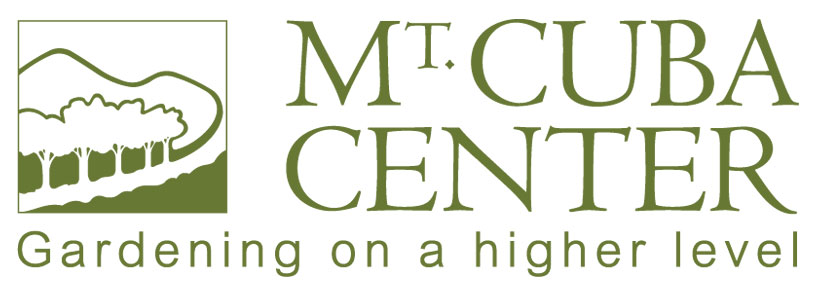 MT. CUBA
CENTER
Gardening on a higher level